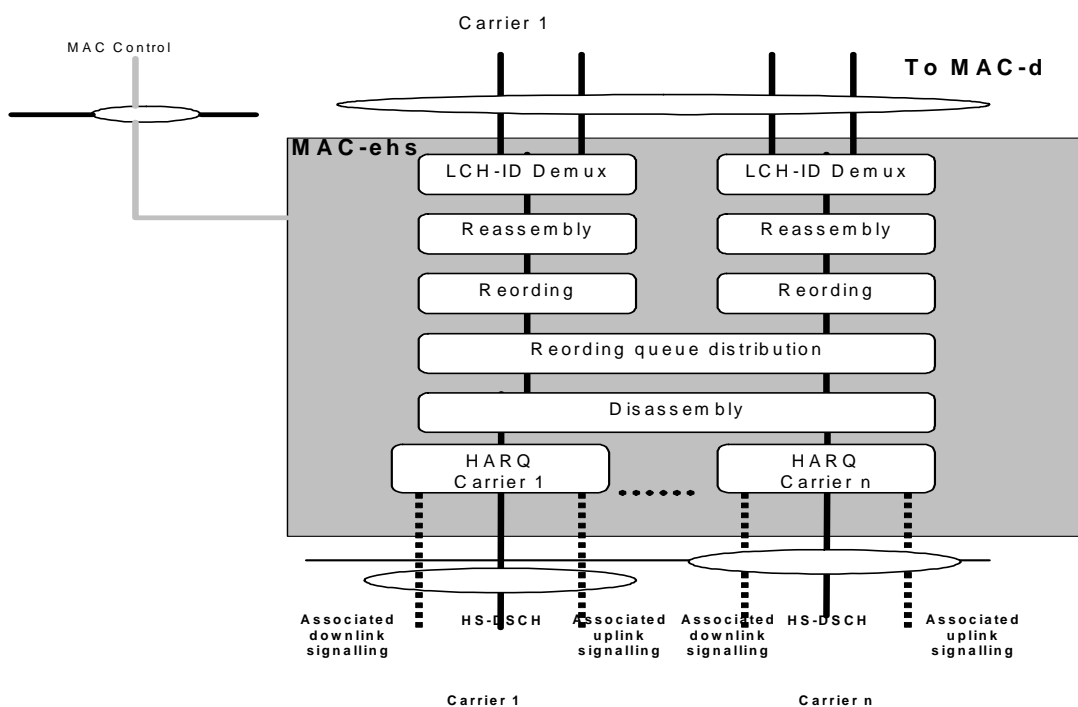 Carrier 1
MAC Control
To MAC-d
MAC-ehs
LCH-ID Demux
LCH-ID Demux
Reassembly
Reassembly
Reording
Reording
Reording queue distribution
Disassembly
HARQ
Carrier 1
HARQ
Carrier n
Associated
downlink
signalling
HS-DSCH
Associated
uplink
signalling
Associated
downlink
signalling
HS-DSCH
Associated
uplink
signalling
Carrier 1
Carrier n